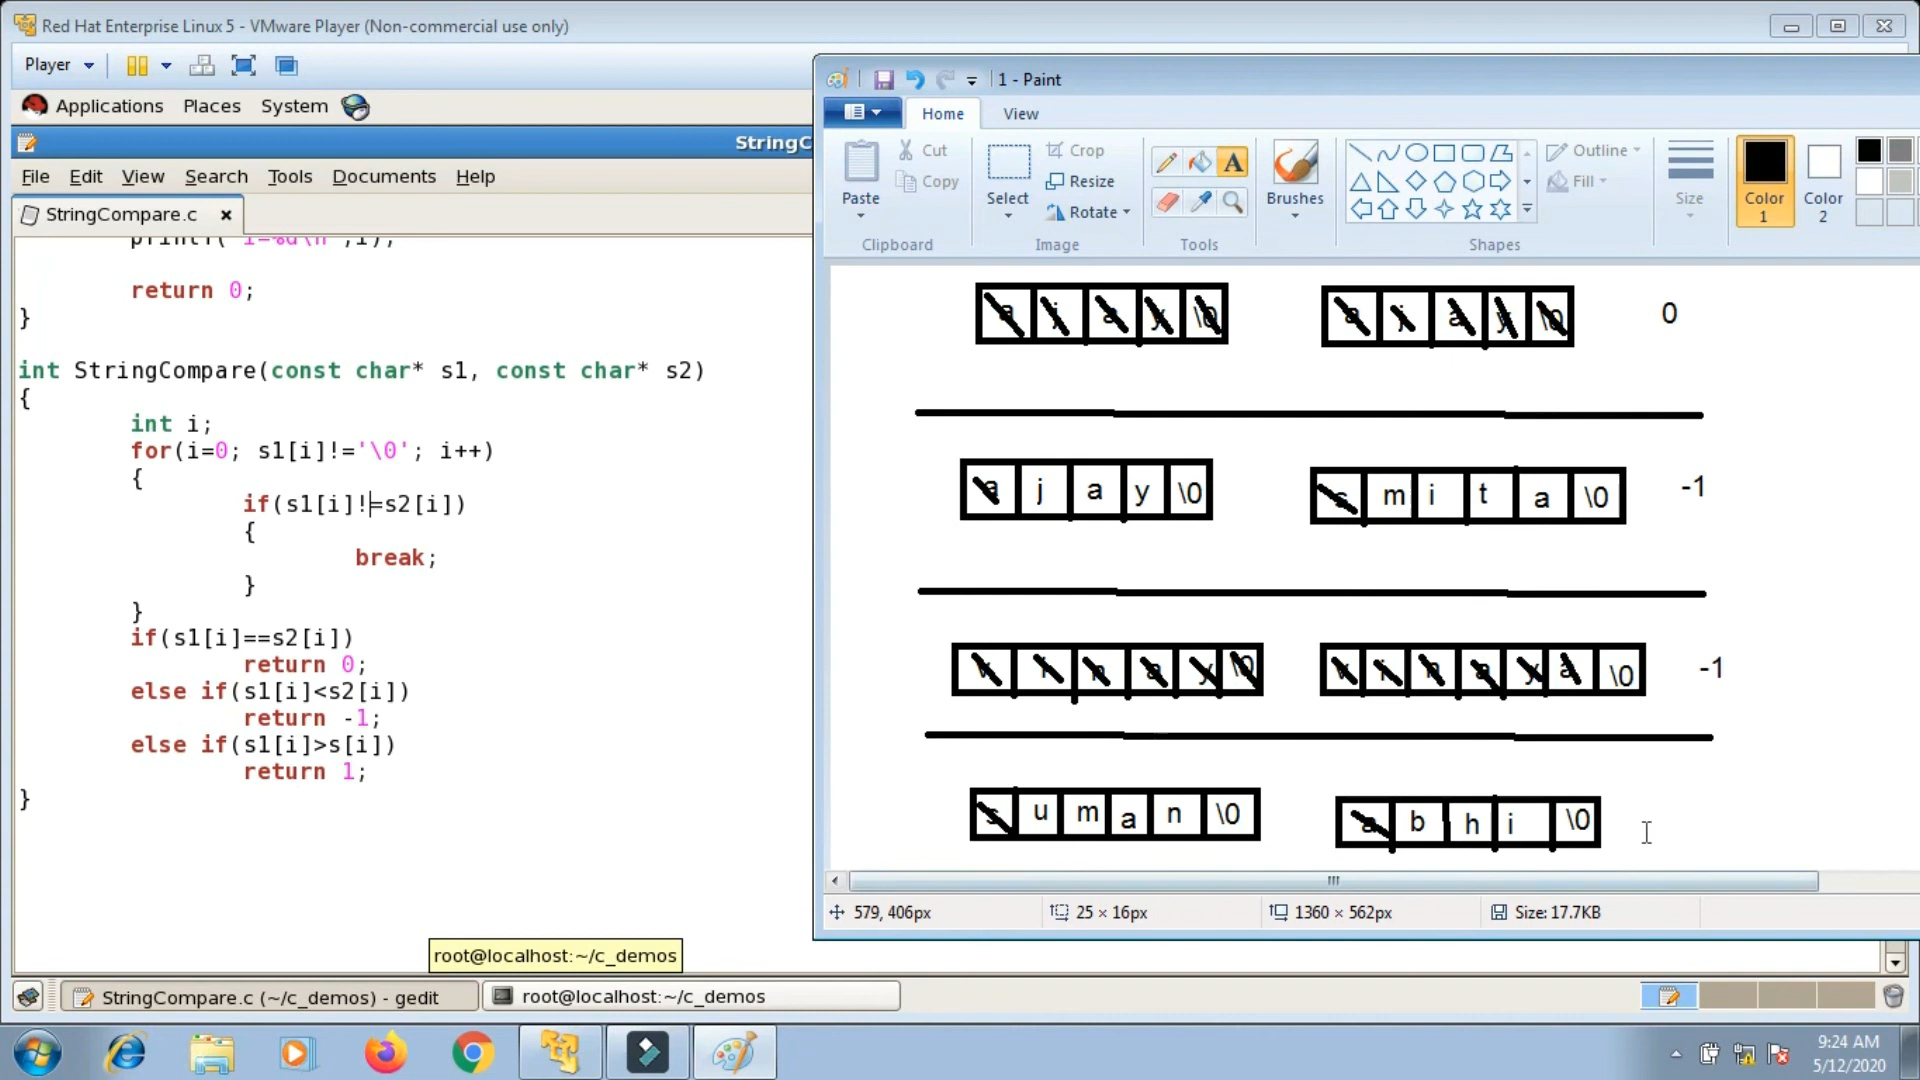 Red Hat Enterprise Linux 5 - VMware Player (Non-commercial use only)
Player
Applications Places System
StringC
File Edit View Search Tools Documents Help
StringCompare.c
printf("i=%d\n",i);
return 0;
}
int StringCompare(const char* s1, const char* s2)
{
int i;
for(i=0; s1[i]!='\0'; i++)
{
if(s1[i]!=s2[i])
{
break;
}
}
if(s1[i]==s2[i])
return 0;
else if(s1[i]<s2[i])
return -1;
else if(s1[i]>s[i])
return 1;
}
root@localhost:~/c_demos
StringCompare.c (~/c_demos) - gedit
root@localhost:~/c_demos
1 - Paint
Home View
Paste
Cut
Copy
Clipboard
Select
Crop
Resize
Rotate
Image
A
Tools
Brushes
Shapes
Outline
Fill
Size
Color 1
Color 2
a j a y \0 a j a y \0 0
a j a y \0 s m i t a \0 -1
v i n a y \0 v i n a y a \0 -1
s u m a n \0 a b h i \0
579, 406px 25 × 16px 1360 × 562px Size: 17.7KB
9:24 AM
5/12/2020